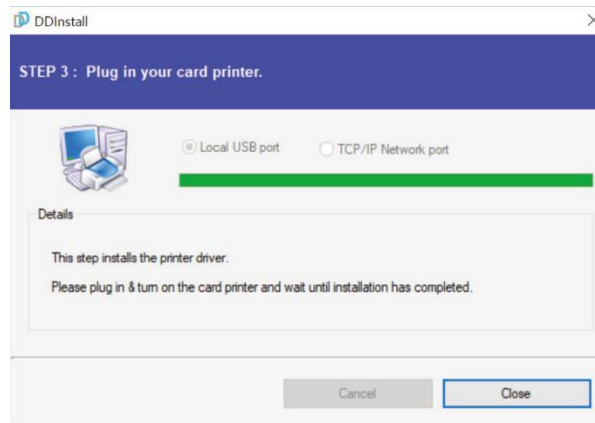 DDInstall
STEP 3 : Plug in your card printer.
Local USB port
TCP/IP Network port
Details
This step installs the printer driver.
Please plug in & turn on the card printer and wait until installation has completed.
Cancel
Close